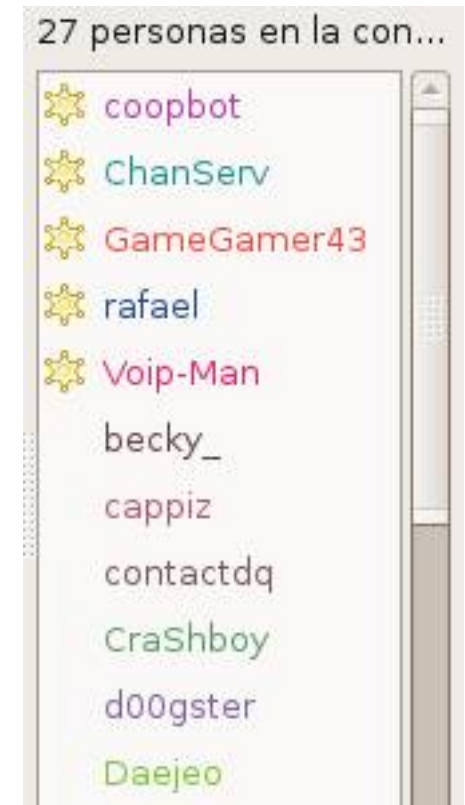 27 personas en la con...
coopbot
ChanServ
GameGamer43
rafael
Voip-Man
becky_
cappiz
contactdq
CraShboy
d00gster
Daejeo